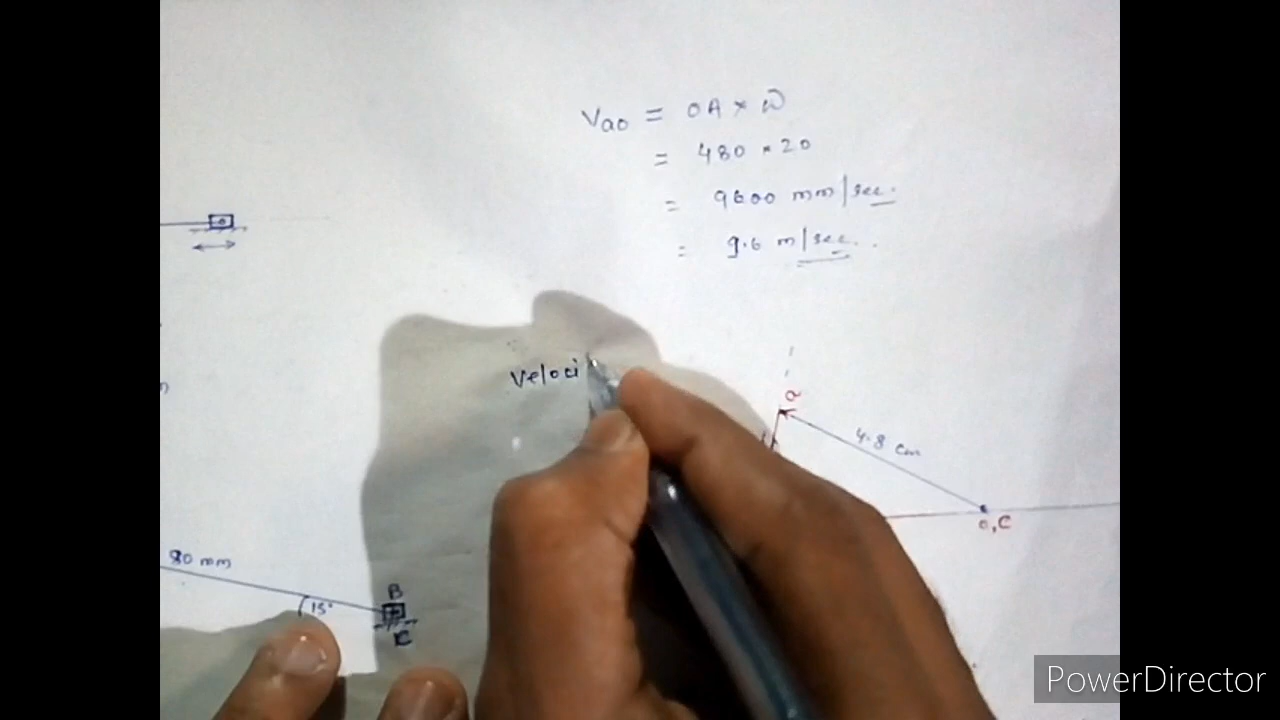 Vao = OA × ω
= 480 × 20
= 9600 mm/sec.
= 9.6 m/sec.
Veloci
a
4.8 cm
o,c
80 mm
15°
B
C
PowerDirector